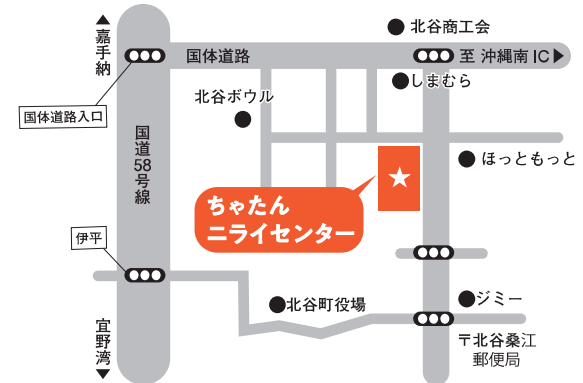 ▲
嘉手納
北谷商工会
国体道路
至 沖縄南IC▶
しまむら
北谷ボウル
国体道路入口
国道58号線
ほっともっと
ちゃたん
ニライセンター
伊平
北谷町役場
ジミー
〒北谷桑江
郵便局
宜野湾
▼